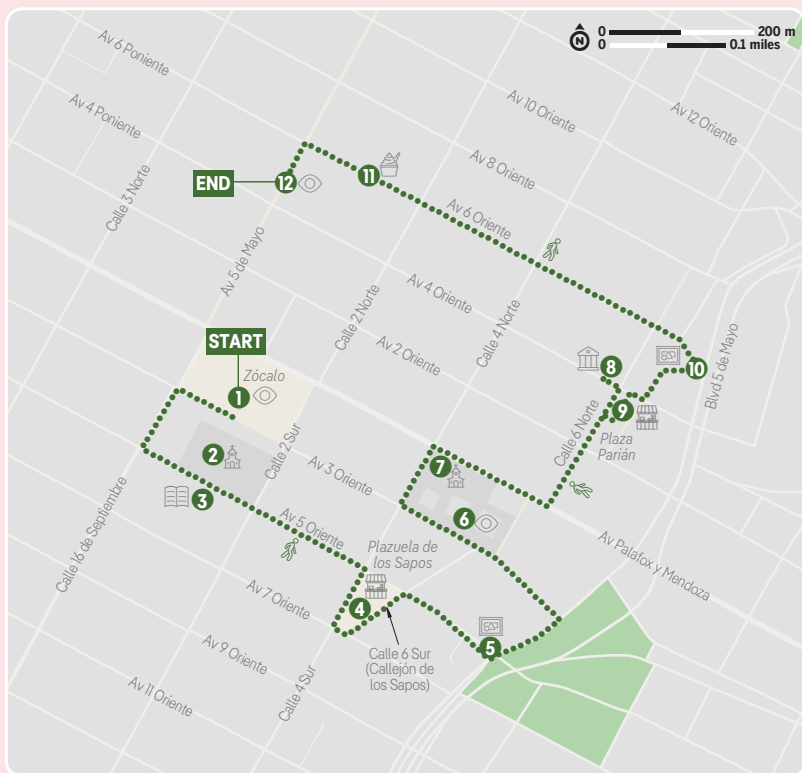 0
200 m
0
0.1 miles
N
Av 6 Poniente
Av 4 Poniente
Av 10 Oriente
Av 12 Oriente
Av 8 Oriente
Calle 3 Norte
END
12
11
Av 6 Oriente
Av 5 de Mayo
Av 4 Oriente
Calle 2 Norte
Calle 4 Norte
START
Av 2 Oriente
Blvd 5 de Mayo
Zócalo
1
8
10
9
Calle 6 Norte
Plaza
Parián
2
Calle 2 Sur
7
Av 3 Oriente
3
Calle 16 de Septiembre
Av 5 Oriente
6
Plazuela de
los Sapos
Av Palafox y Mendoza
Av 7 Oriente
4
5
Av 9 Oriente
Calle 6 Sur
(Callejón de
los Sapos)
Av 11 Oriente
Calle 4 Sur